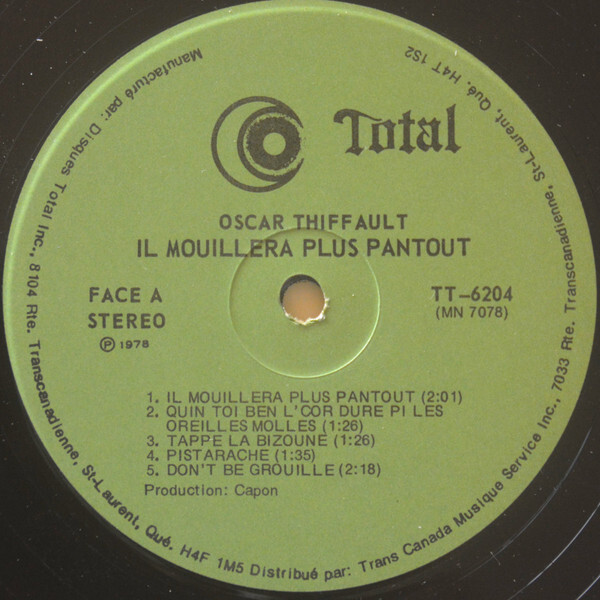 Total
OSCAR THIFFAULT
IL MOUILLERA PLUS PANTOUT
FACE A
STEREO
Ⓟ 1978
TT-6204
(MN 7078)
1. IL MOUILLERA PLUS PANTOUT (2:01)
2. QUIN TOI BEN L'COR DURE PI LES
OREILLES MOLLES (1:26)
3. TAPPE LA BIZOUNE (1:26)
4. PISTARACHE (1:35)
5. DON'T BE GROUILLE (2:18)
Production: Capon
Manufacturé par: Disques Total Inc., 8104 Rte. Transcanadienne, St-Laurent, Qué. H4F 1M5 Distribué par: Trans Canada Musique Service Inc., 7033 Rte. Transcanadienne, St-Laurent, Qué. H4T 1S2